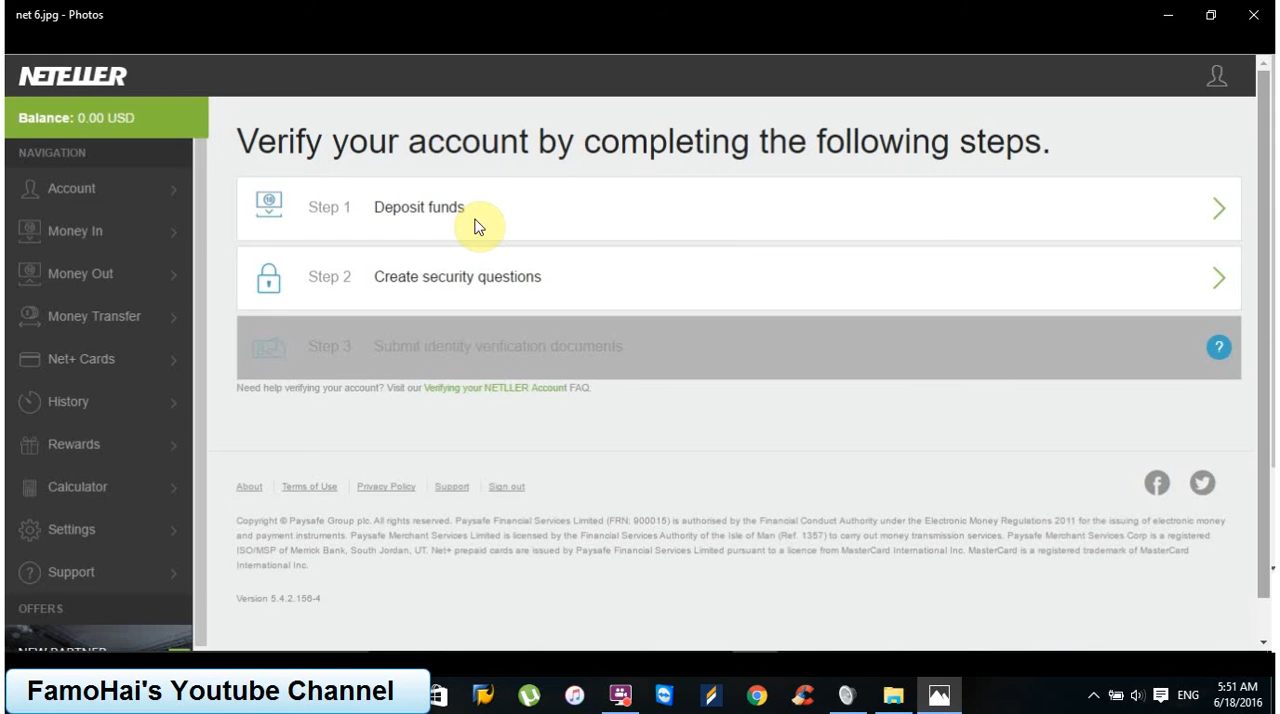 net 6.jpg - Photos
NETELLER
Balance: 0.00 USD
NAVIGATION
Account
Money In
Money Out
Money Transfer
Net+ Cards
History
Rewards
Calculator
Settings
Support
OFFERS
NEW PARTNER
Verify your account by completing the following steps.
Step 1 Deposit funds
Step 2 Create security questions
Step 3 Submit identity verification documents
?
Need help verifying your account? Visit our Verifying your NETLLER Account FAQ.
About Terms of Use Privacy Policy Support Sign out
Copyright © Paysafe Group plc. All rights reserved. Paysafe Financial Services Limited (FRN: 900015) is authorised by the Financial Conduct Authority under the Electronic Money Regulations 2011 for the issuing of electronic money
and payment instruments. Paysafe Merchant Services Limited is licensed by the Financial Services Authority of the Isle of Man (Ref. 1357) to carry out money transmission services. Paysafe Merchant Services Corp is a registered
ISO/MSP of Merrick Bank, South Jordan, UT. Net+ prepaid cards are issued by Paysafe Financial Services Limited pursuant to a licence from MasterCard International Inc. MasterCard is a registered trademark of MasterCard
International Inc.
Version 5.4.2.156-4
FamoHai's Youtube Channel
ENG
5:51 AM
6/18/2016